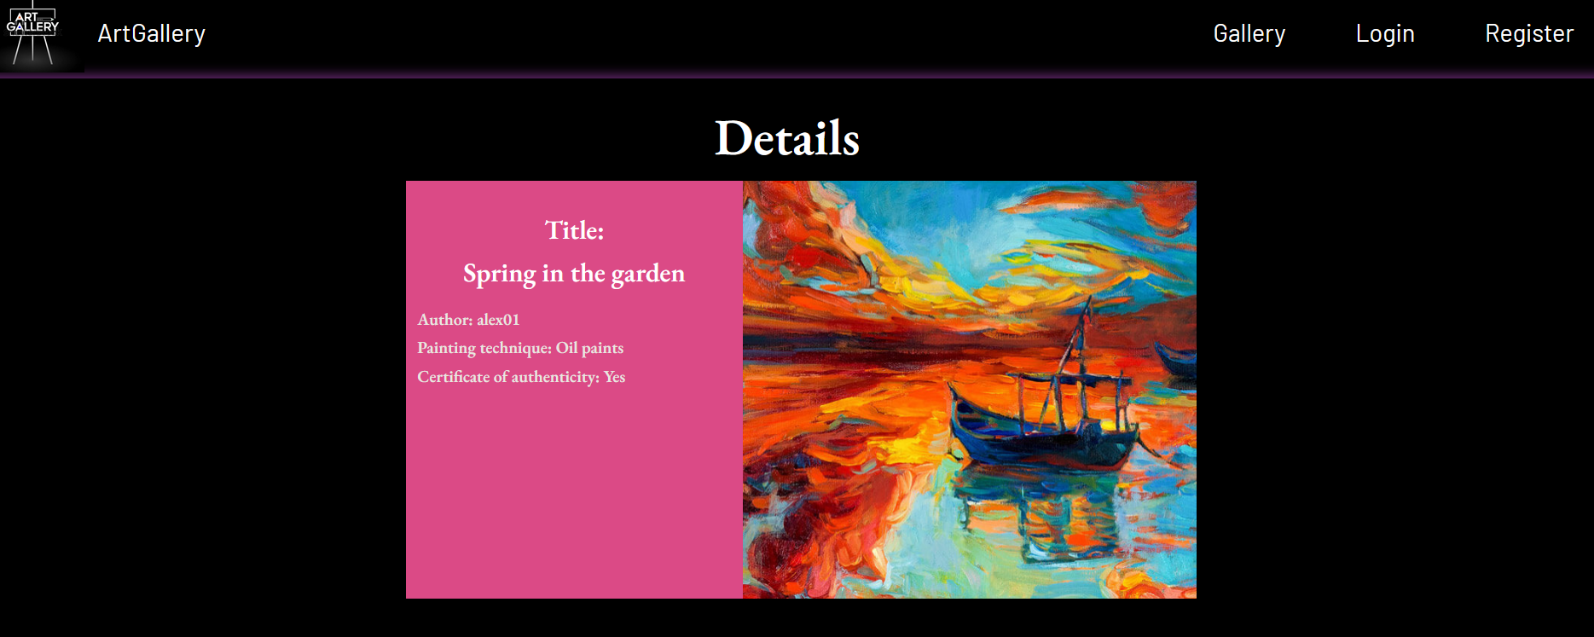 ART
GALLERY
ArtGallery
Gallery
Login
Register
Details
Title:
Spring in the garden
Author: alex01
Painting technique: Oil paints
Certificate of authenticity: Yes